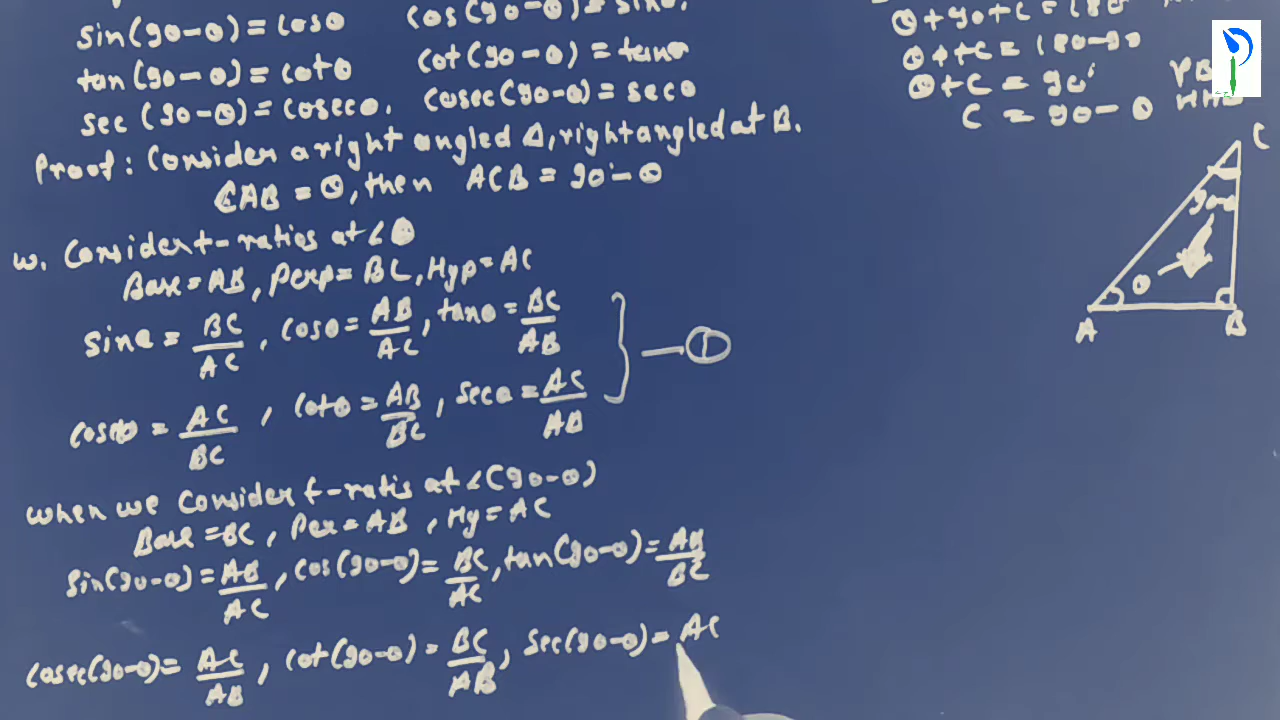 sin(90-θ) = cosθ cos(90-θ) = sinθ.
tan(90-θ) = cotθ cot(90-θ) = tanθ
sec(90-θ) = cosecθ. cosec(90-θ) = secθ
Proof: Consider a right angled Δ, rightangled at B.
CAB = θ, then ACB = 90°-θ
w. Consider t-ratios at ∠θ
Base = AB, Perp = BC, Hyp = AC
sinθ = BC/AC, cosθ = AB/AC, tanθ = BC/AB
cosecθ = AC/BC, cotθ = AB/BC, secθ = AC/AB
} — ①
when we Consider t-ratis at ∠(90-θ)
Base = BC, Per = AB, Hy = AC
sin(90-θ) = AB/AC, cos(90-θ) = BC/AC, tan(90-θ) = AB/BC
cosec(90-θ) = AC/AB, cot(90-θ) = BC/AB, sec(90-θ) = AC
θ+90+C = 180
θ++C = 180-90
θ+C = 90°
C = 90-θ
C
90-θ
θ
A
B